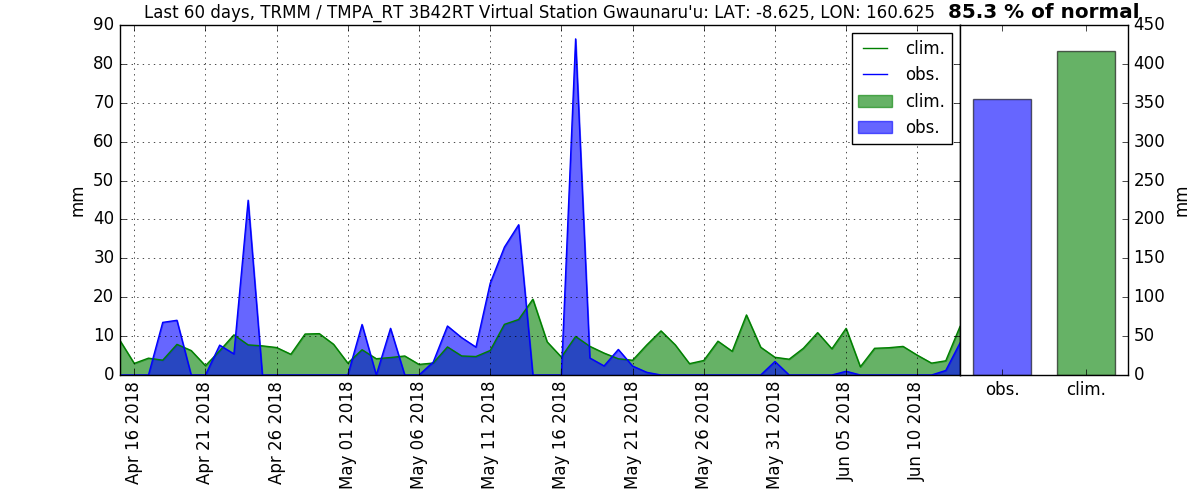 Last 60 days, TRMM / TMPA_RT 3B42RT Virtual Station Gwaunaru'u: LAT: -8.625, LON: 160.625
85.3 % of normal
clim.
obs.
clim.
obs.
mm
90
80
70
60
50
40
30
20
10
0
Apr 16 2018
Apr 21 2018
Apr 26 2018
May 01 2018
May 06 2018
May 11 2018
May 16 2018
May 21 2018
May 26 2018
May 31 2018
Jun 05 2018
Jun 10 2018
obs.
clim.
450
400
350
300
250
200
150
100
50
0
mm